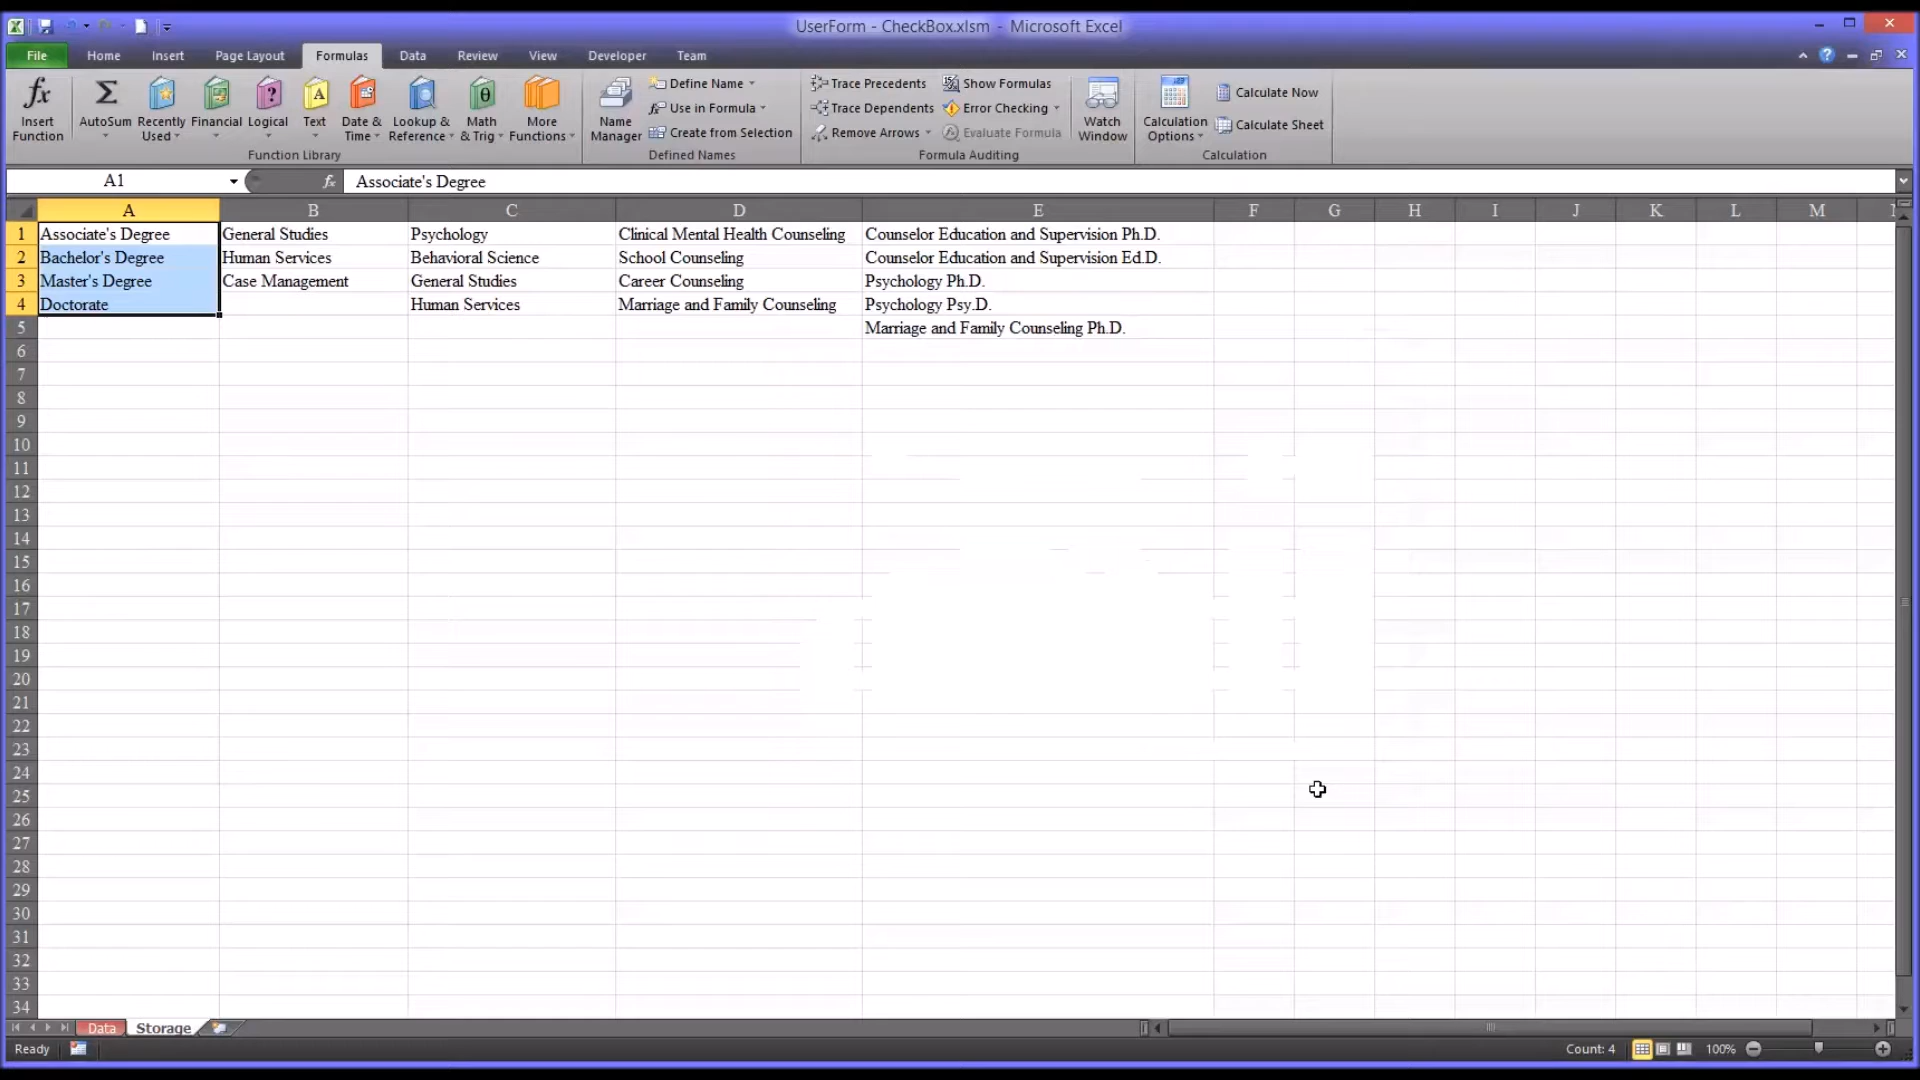 UserForm - CheckBox.xlsm - Microsoft Excel
File Home Insert Page Layout Formulas Data Review View Developer Team
Insert Function
AutoSum
Recently Used
Financial
Logical
Text
Date & Time
Lookup & Reference
Math & Trig
More Functions
Function Library
Name Manager
Define Name
Use in Formula
Create from Selection
Defined Names
Trace Precedents
Trace Dependents
Remove Arrows
Show Formulas
Error Checking
Evaluate Formula
Formula Auditing
Watch Window
Calculation Options
Calculate Now
Calculate Sheet
Calculation
A1 fx Associate's Degree
A B C D E F G H I J K L M
1 Associate's Degree General Studies Psychology Clinical Mental Health Counseling Counselor Education and Supervision Ph.D.
2 Bachelor's Degree Human Services Behavioral Science School Counseling Counselor Education and Supervision Ed.D.
3 Master's Degree Case Management General Studies Career Counseling Psychology Ph.D.
4 Doctorate Human Services Marriage and Family Counseling Psychology Psy.D.
5 Marriage and Family Counseling Ph.D.
6
7
8
9
10
11
12
13
14
15
16
17
18
19
20
21
22
23
24
25
26
27
28
29
30
31
32
33
34
Data Storage
Ready Count: 4 100%